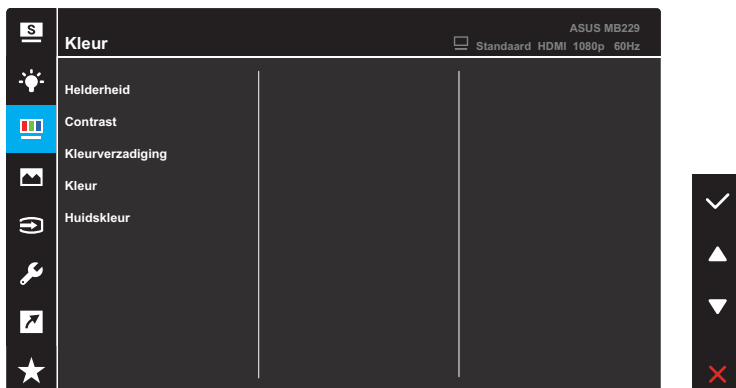 S
Kleur
ASUS MB229
Standaard HDMI 1080p 60Hz
Helderheid
Contrast
Kleurverzadiging
Kleur
Huidskleur